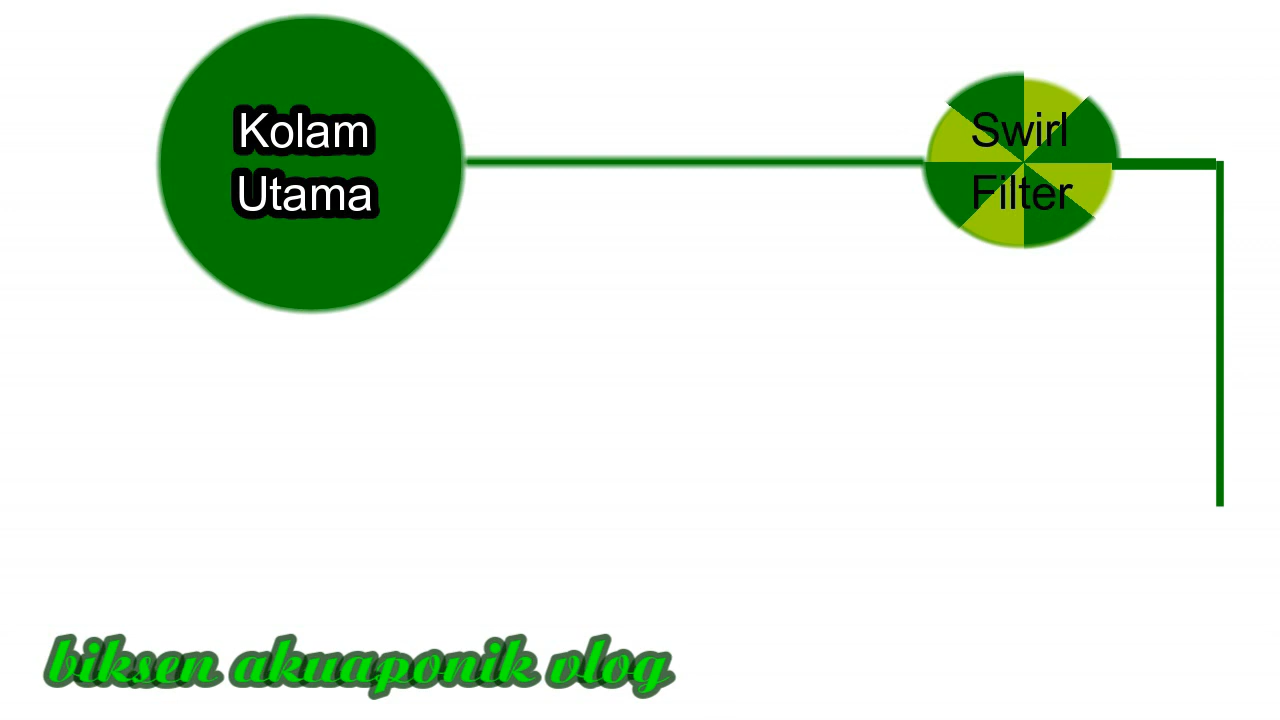 Kolam
Utama
Swirl
Filter
biksen akuaponik vlog